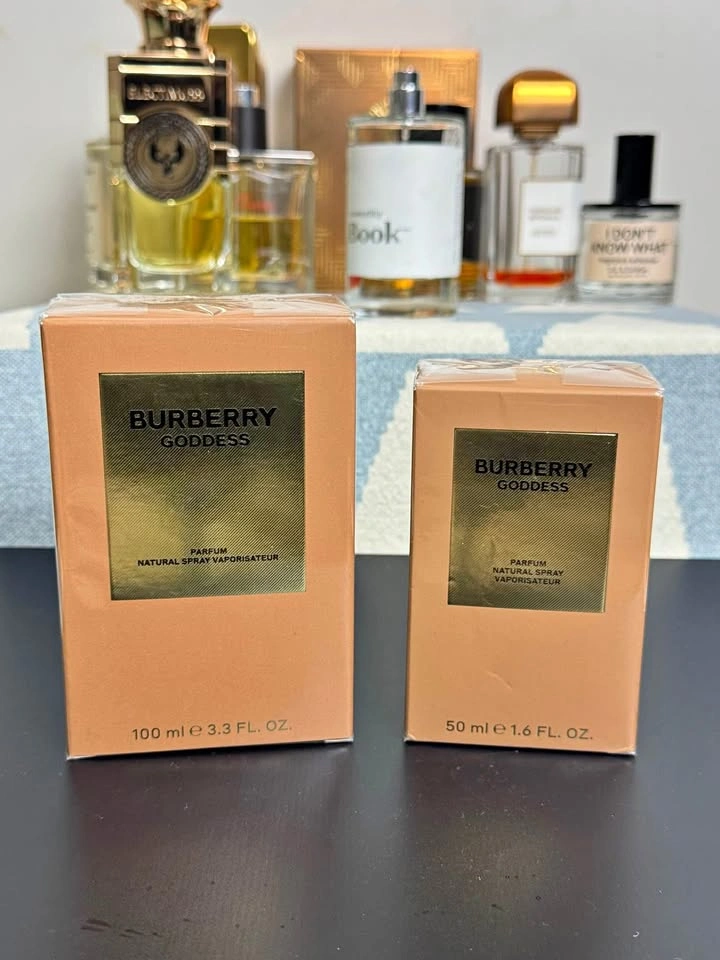 Book
I DON'T
KNOW WHAT
BURBERRY
GODDESS
PARFUM
NATURAL SPRAY VAPORISATEUR
100 ml ℮ 3.3 FL. OZ.
BURBERRY
GODDESS
PARFUM
NATURAL SPRAY
VAPORISATEUR
50 ml ℮ 1.6 FL. OZ.